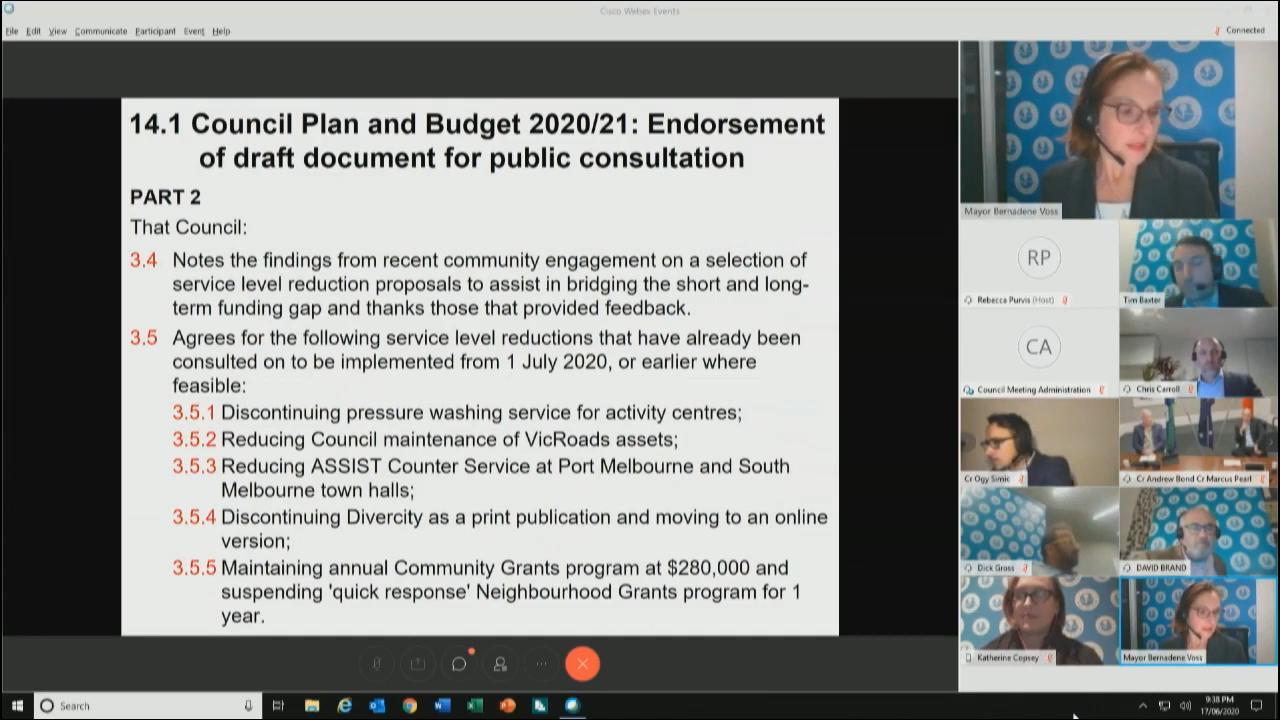 Cisco Webex Events
File Edit View Communicate Participant Event Help
Connected
14.1 Council Plan and Budget 2020/21: Endorsement
of draft document for public consultation
PART 2
That Council:
3.4 Notes the findings from recent community engagement on a selection of
service level reduction proposals to assist in bridging the short and long-
term funding gap and thanks those that provided feedback.
3.5 Agrees for the following service level reductions that have already been
consulted on to be implemented from 1 July 2020, or earlier where
feasible:
3.5.1 Discontinuing pressure washing service for activity centres;
3.5.2 Reducing Council maintenance of VicRoads assets;
3.5.3 Reducing ASSIST Counter Service at Port Melbourne and South
Melbourne town halls;
3.5.4 Discontinuing Divercity as a print publication and moving to an online
version;
3.5.5 Maintaining annual Community Grants program at $280,000 and
suspending 'quick response' Neighbourhood Grants program for 1
year.
Mayor Bernadene Voss
RP
Rebecca Purvis (Host)
Tim Baxter
CA
Council Meeting Administration
Chris Carroll
Cr Ogy Simic
Cr Andrew Bond Cr Marcus Pearl
Dick Gross
DAVID BRAND
Katherine Copsey
Mayor Bernadene Voss
Search
9:38 PM
17/06/2020